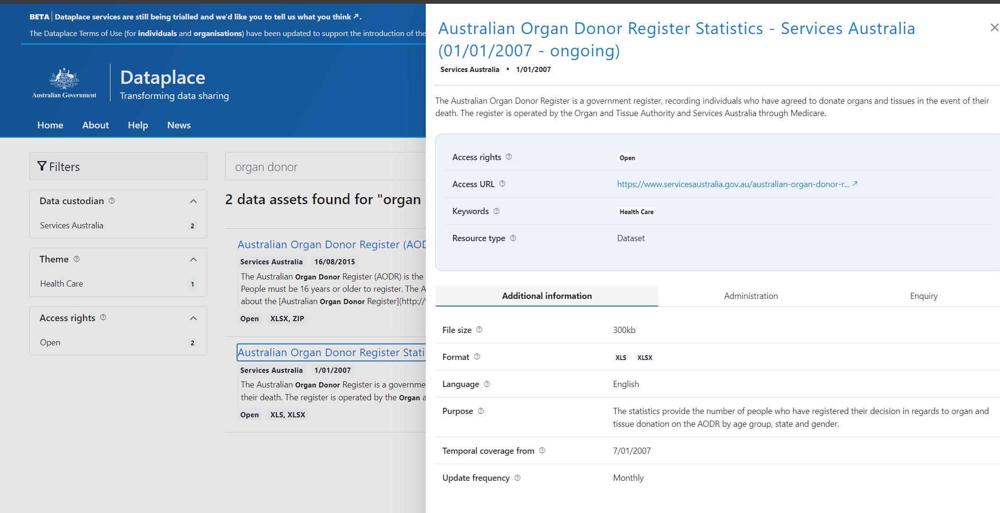 BETA | Dataplace services are still being trialled and we'd like you to tell us what you think ↗.
The Dataplace Terms of Use (for individuals and organisations) have been updated to support the introduction of the
Australian Government
Dataplace
Transforming data sharing
Home About Help News
Filters
Data custodian
Services Australia 2
Theme
Health Care 1
Access rights
Open 2
organ donor
2 data assets found for "organ
Australian Organ Donor Register (AOD
Services Australia 16/08/2015
The Australian Organ Donor Register (AODR) is the
People must be 16 years or older to register. The A
about the [Australian Organ Donor Register](http://
Open XLSX, ZIP
Australian Organ Donor Register Stati
Services Australia 1/01/2007
The Australian Organ Donor Register is a governme
their death. The register is operated by the Organ a
Open XLS, XLSX
Australian Organ Donor Register Statistics - Services Australia
(01/01/2007 - ongoing)
Services Australia • 1/01/2007
The Australian Organ Donor Register is a government register, recording individuals who have agreed to donate organs and tissues in the event of their
death. The register is operated by the Organ and Tissue Authority and Services Australia through Medicare.
Access rights Open
Access URL https://www.servicesaustralia.gov.au/australian-organ-donor-r... ↗
Keywords Health Care
Resource type Dataset
Additional information Administration Enquiry
File size 300kb
Format XLS XLSX
Language English
Purpose The statistics provide the number of people who have registered their decision in regards to organ and
tissue donation on the AODR by age group, state and gender.
Temporal coverage from 7/01/2007
Update frequency Monthly